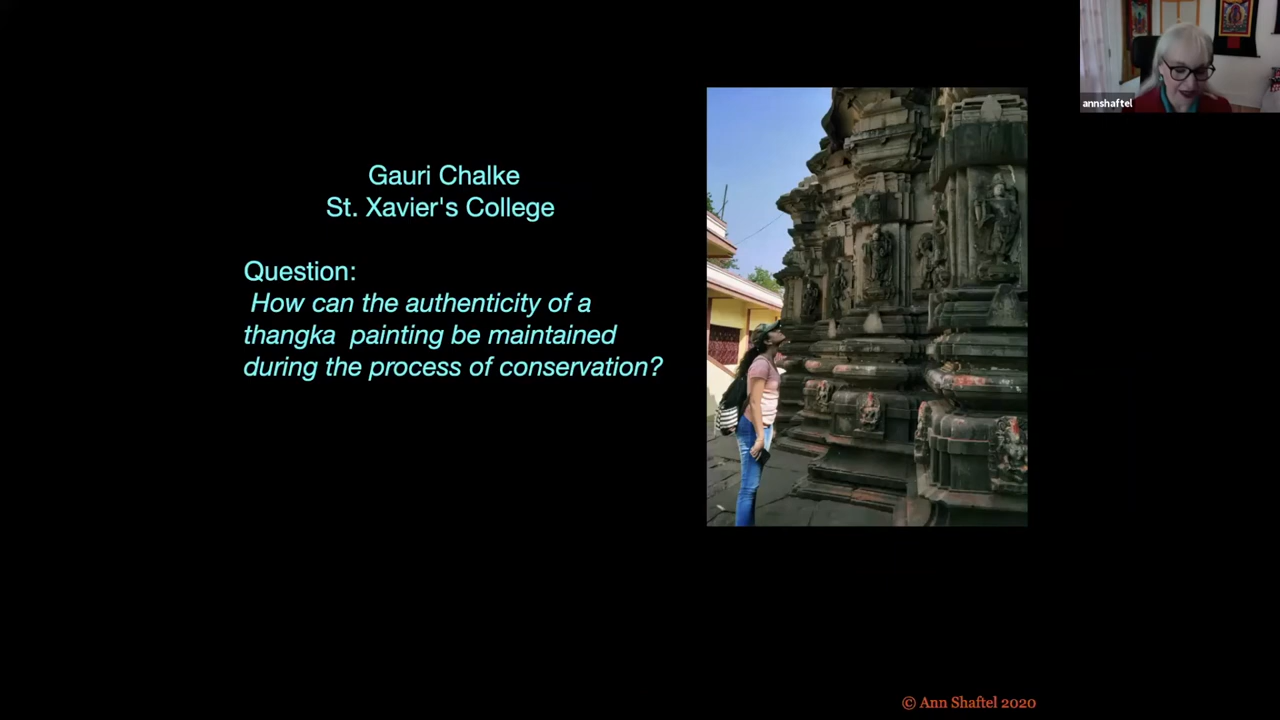 annshaftel
Gauri Chalke
St. Xavier's College
Question:
How can the authenticity of a
thangka painting be maintained
during the process of conservation?
© Ann Shaftel 2020